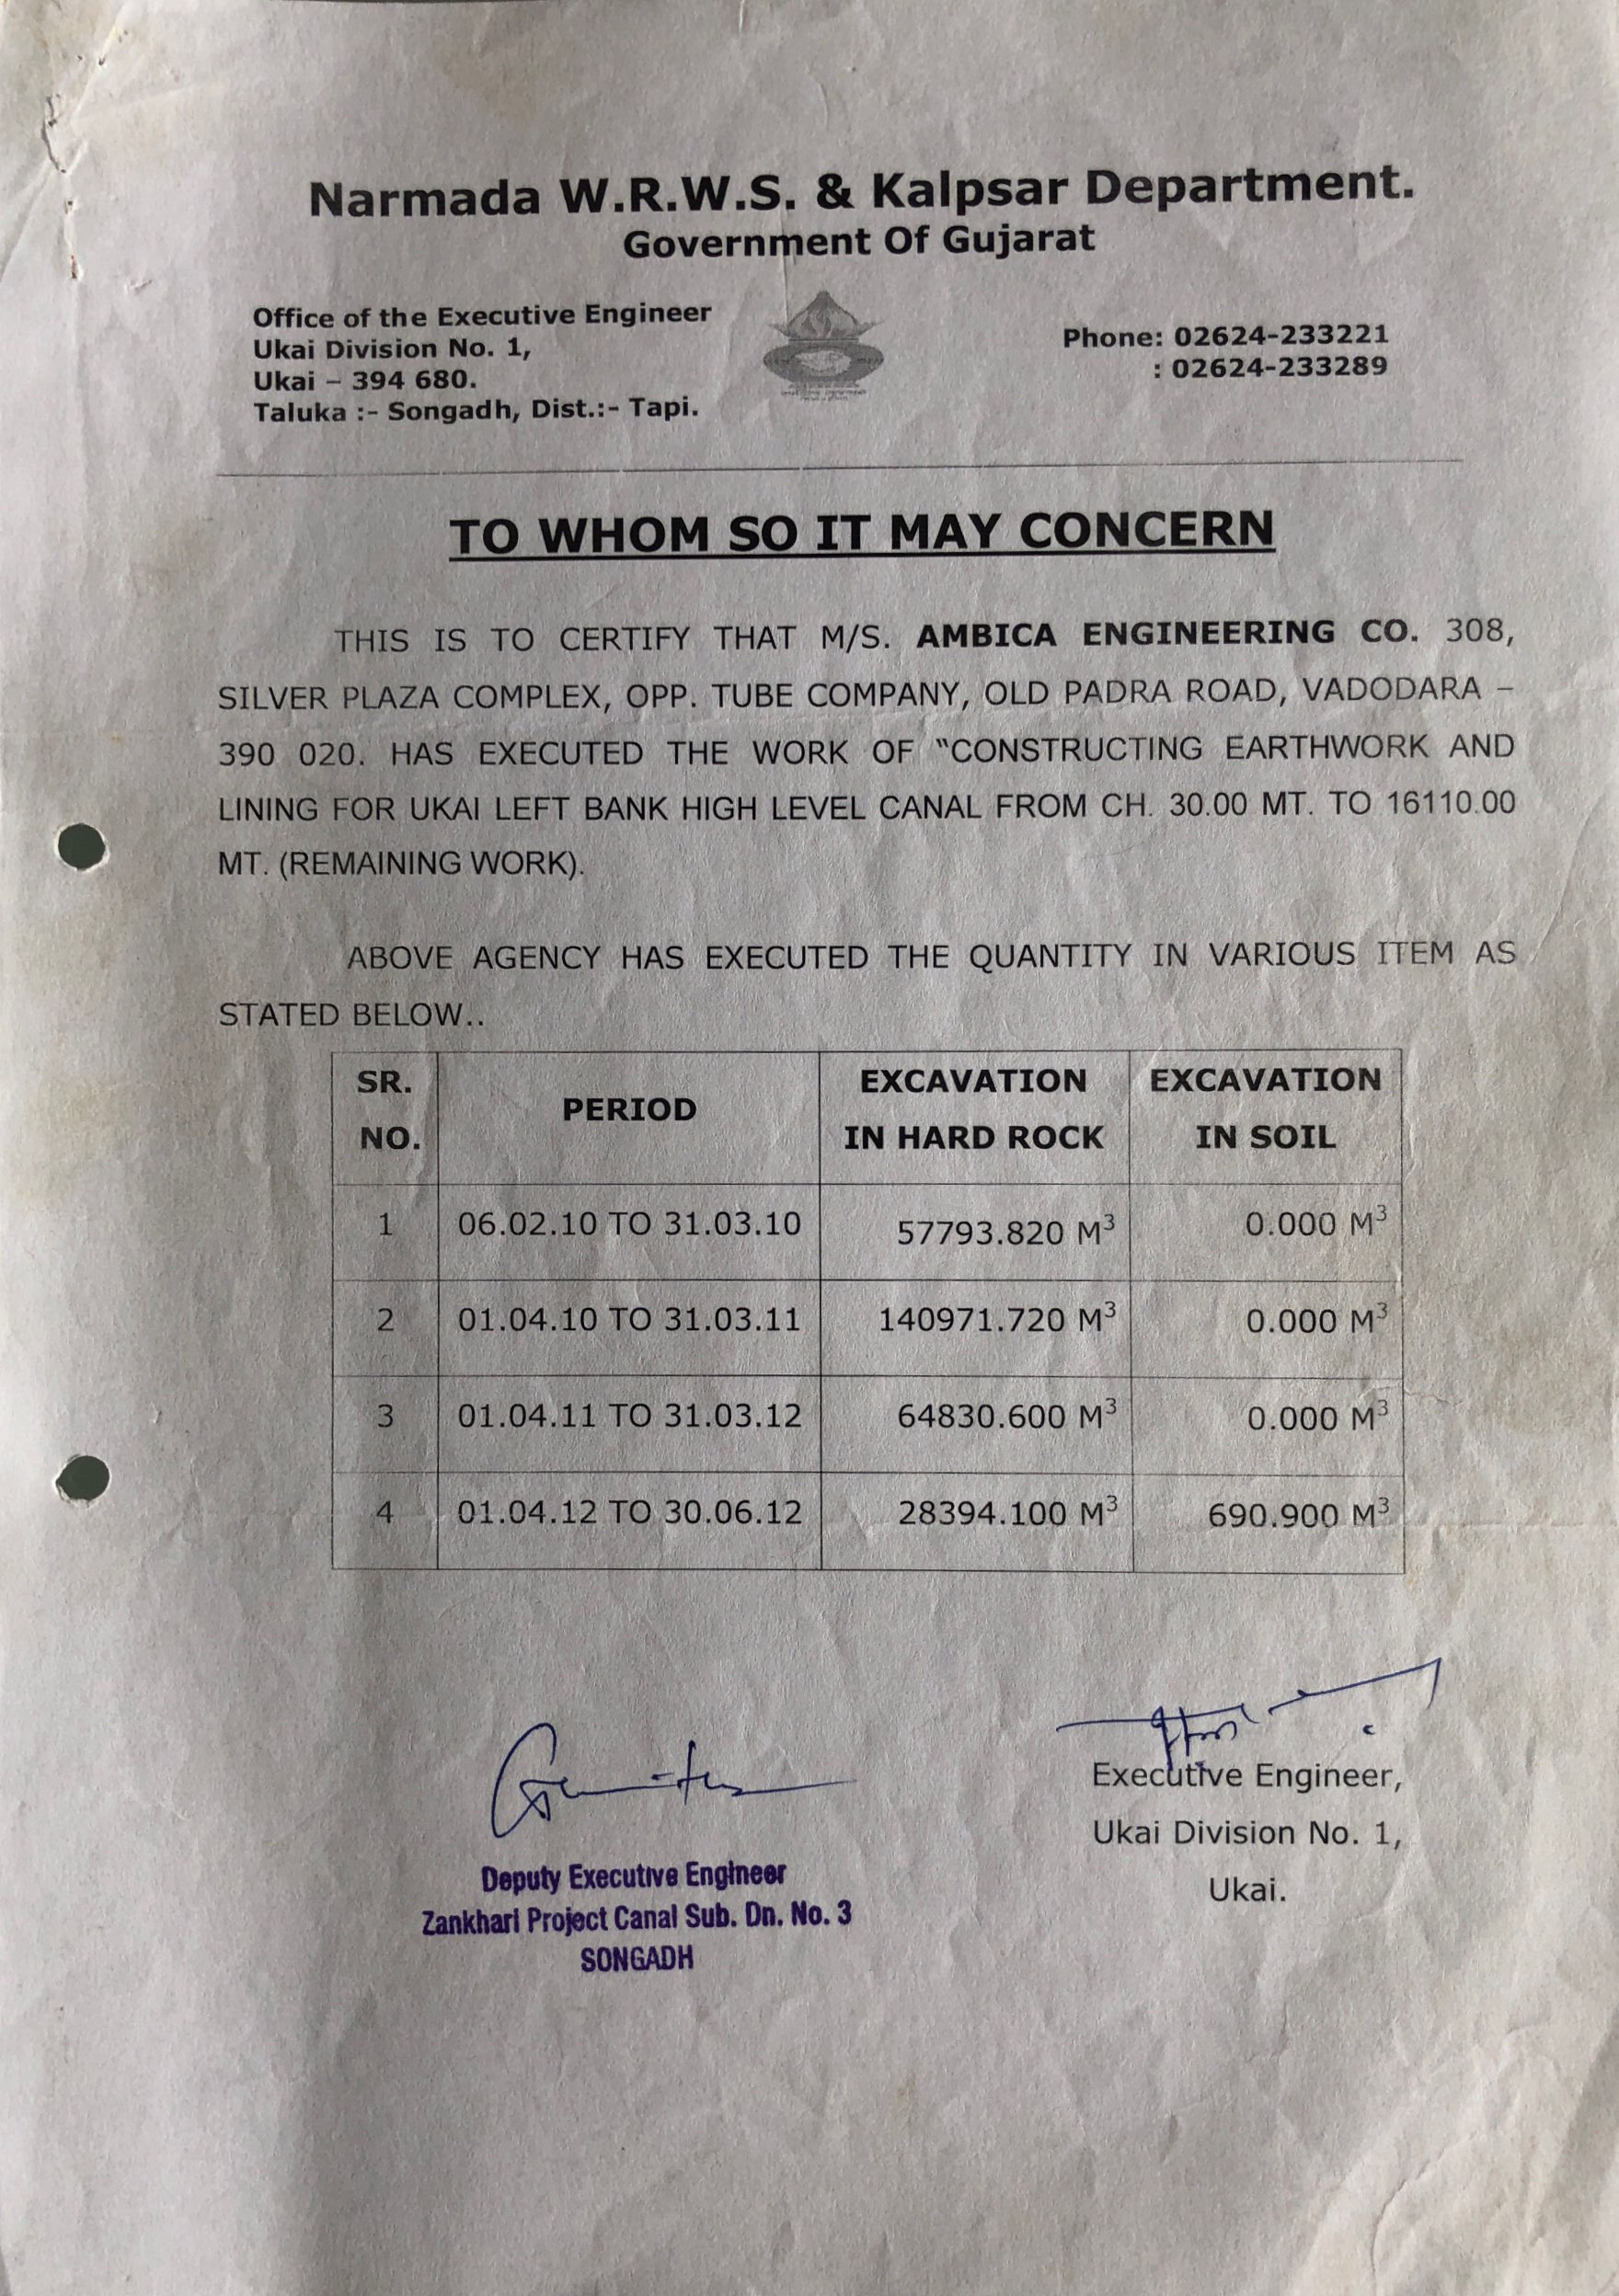 Narmada W.R.W.S. & Kalpsar Department.
Government Of Gujarat
Office of the Executive Engineer
Ukai Division No. 1,
Ukai – 394 680.
Taluka :- Songadh, Dist.:- Tapi.
Phone: 02624-233221
: 02624-233289
TO WHOM SO IT MAY CONCERN
THIS IS TO CERTIFY THAT M/S. AMBICA ENGINEERING CO. 308,
SILVER PLAZA COMPLEX, OPP. TUBE COMPANY, OLD PADRA ROAD, VADODARA –
390 020. HAS EXECUTED THE WORK OF “CONSTRUCTING EARTHWORK AND
LINING FOR UKAI LEFT BANK HIGH LEVEL CANAL FROM CH. 30.00 MT. TO 16110.00
MT. (REMAINING WORK).
ABOVE AGENCY HAS EXECUTED THE QUANTITY IN VARIOUS ITEM AS
STATED BELOW..
SR. NO. PERIOD EXCAVATION IN HARD ROCK EXCAVATION IN SOIL
1 06.02.10 TO 31.03.10 57793.820 M³ 0.000 M³
2 01.04.10 TO 31.03.11 140971.720 M³ 0.000 M³
3 01.04.11 TO 31.03.12 64830.600 M³ 0.000 M³
4 01.04.12 TO 30.06.12 28394.100 M³ 690.900 M³
Deputy Executive Engineer
Zankhari Project Canal Sub. Dn. No. 3
SONGADH
Executive Engineer,
Ukai Division No. 1,
Ukai.